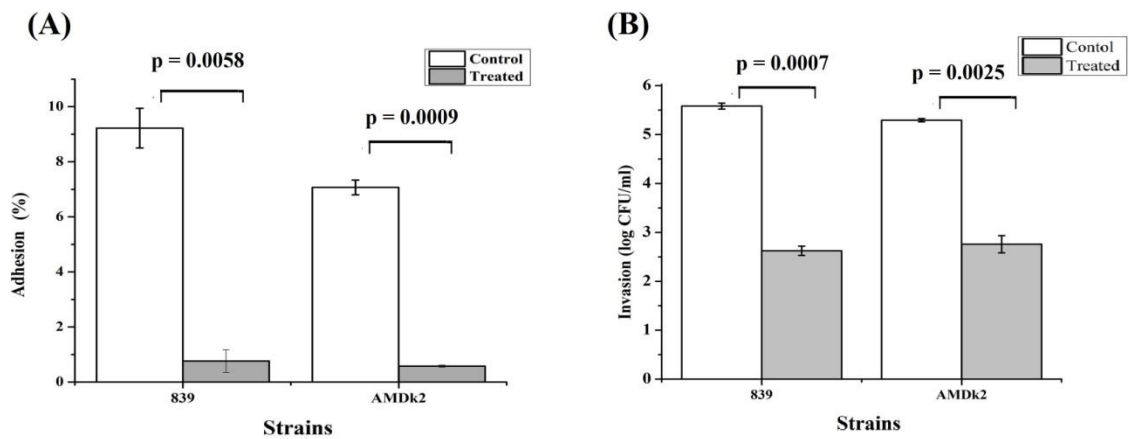 (A)
Control
Treated
p = 0.0058
p = 0.0009
10
8
6
4
2
0
Adhesion (%)
839
AMDk2
Strains
(B)
Contol
Treated
p = 0.0007
p = 0.0025
6
5
4
3
2
1
0
Invasion (log CFU/ml)
839
AMDk2
Strains